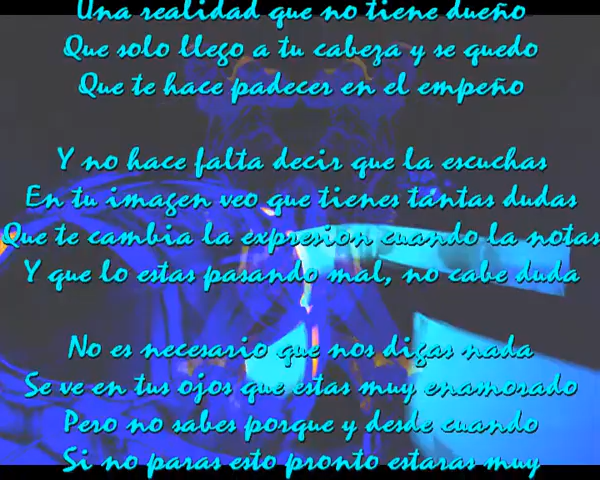 Una realidad que no tiene dueño
Que solo llego a tu cabeza y se quedo
Que te hace padecer en el empeño
Y no hace falta decir que la escuchas
En tu imagen veo que tienes tantas dudas
Que te cambia la expresion cuando la notas
Y que lo estas pasando mal, no cabe duda
No es necesario que nos digas nada
Se ve en tus ojos que estas muy enamorado
Pero no sabes porque y desde cuando
Si no paras esto pronto estaras muy